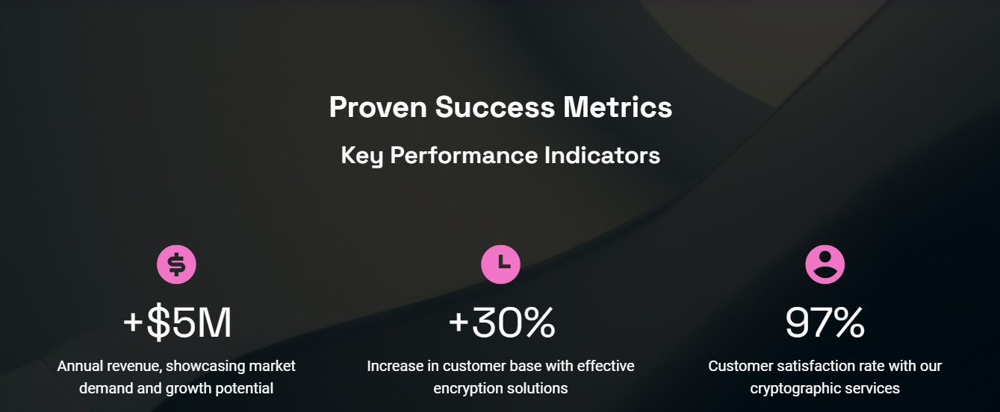 Proven Success Metrics
Key Performance Indicators
$
+$5M
+30%
97%
Annual revenue, showcasing market
demand and growth potential
Increase in customer base with effective
encryption solutions
Customer satisfaction rate with our
cryptographic services